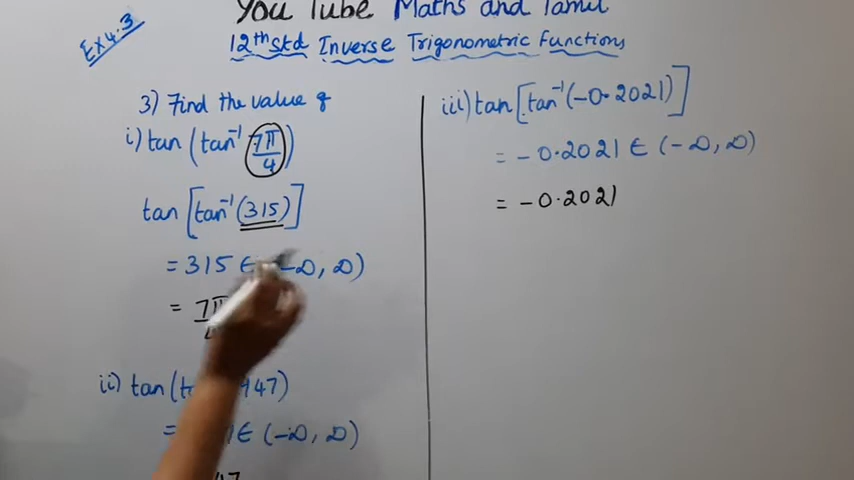 You Tube Maths and Tamil
Ex 4.3
12th std Inverse Trigonometric Functions
3) Find the value of
i) tan (tan⁻¹ 7π/4)
tan [tan⁻¹ (315)]
= 315 ∈ -∞, ∞)
= 7π
ii) tan ( 947)
∈ (-∞, ∞)
47
iii) tan [tan⁻¹ (-0.2021)]
= -0.2021 ∈ (-∞, ∞)
= -0.2021